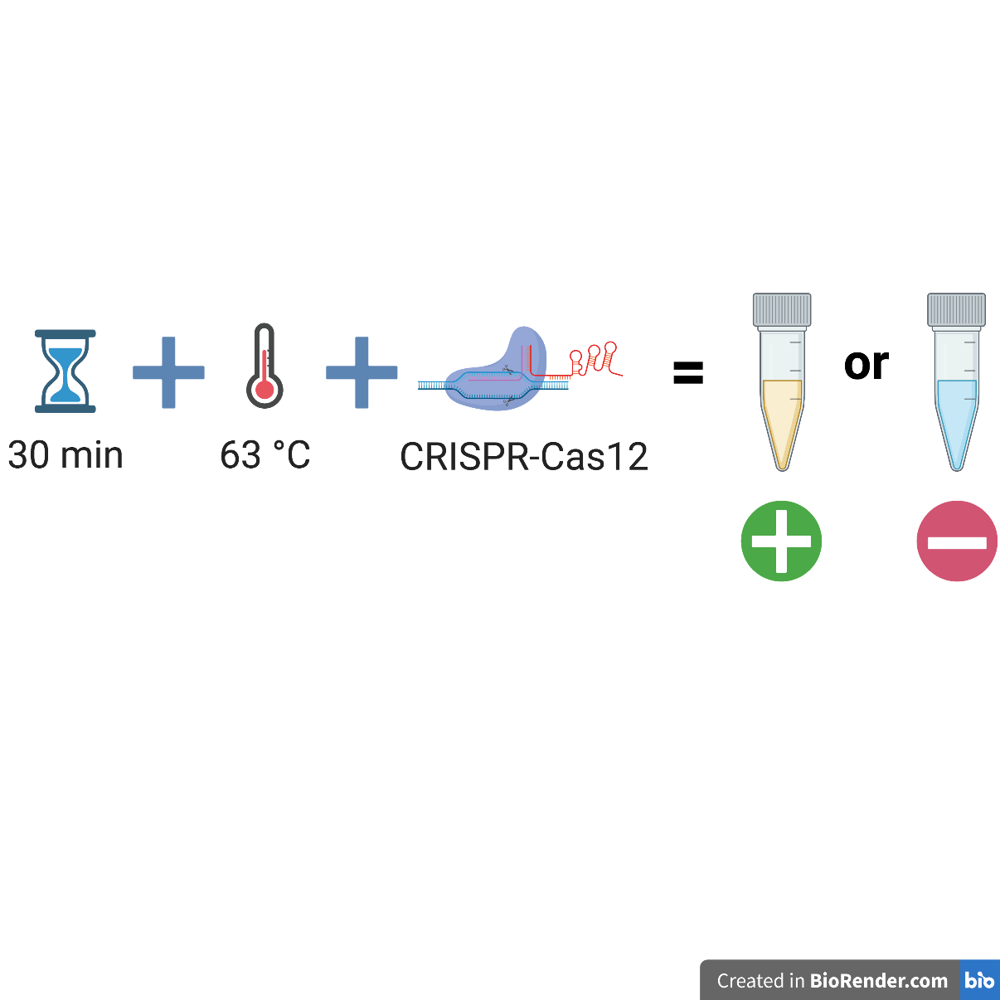 30 min
63 °C
CRISPR-Cas12
=
or
Created in BioRender.com bio